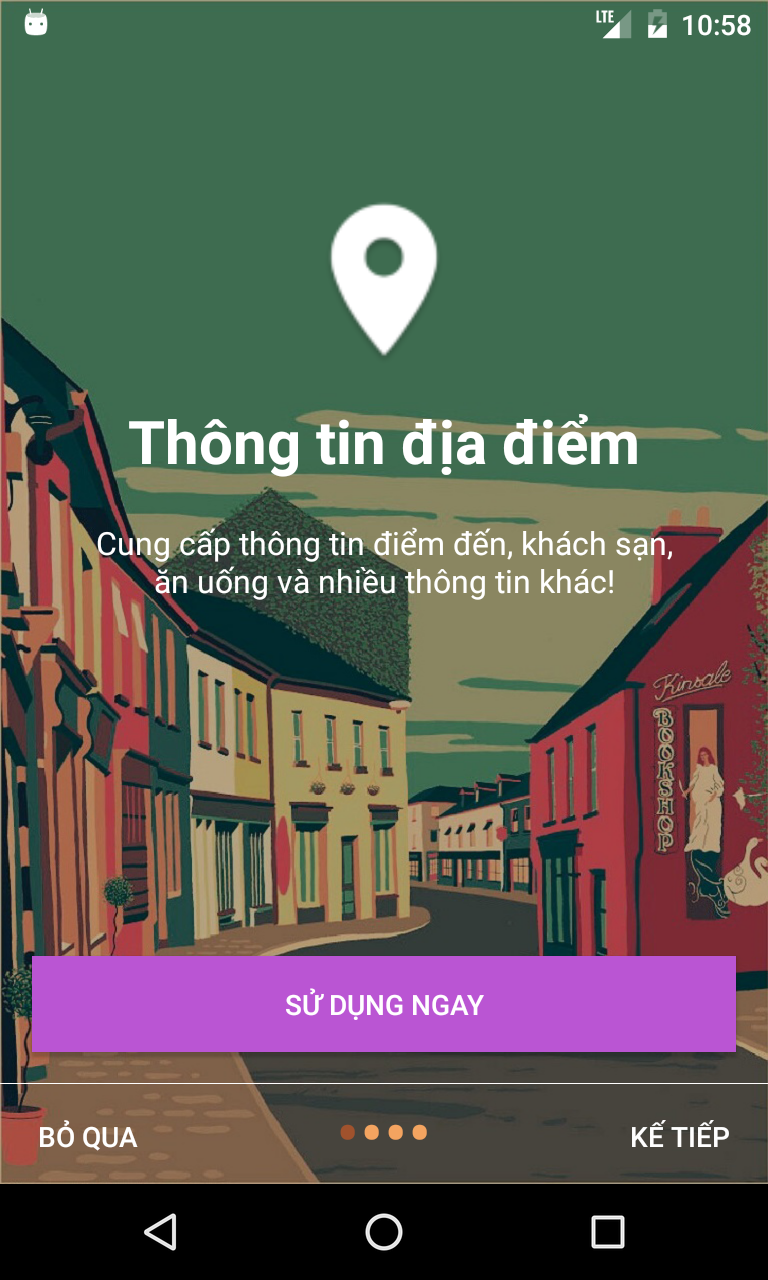 LTE 10:58
Thông tin địa điểm
Cung cấp thông tin điểm đến, khách sạn,
ăn uống và nhiều thông tin khác!
Kinsale
BOOKSHOP
SỬ DỤNG NGAY
BỎ QUA
KẾ TIẾP